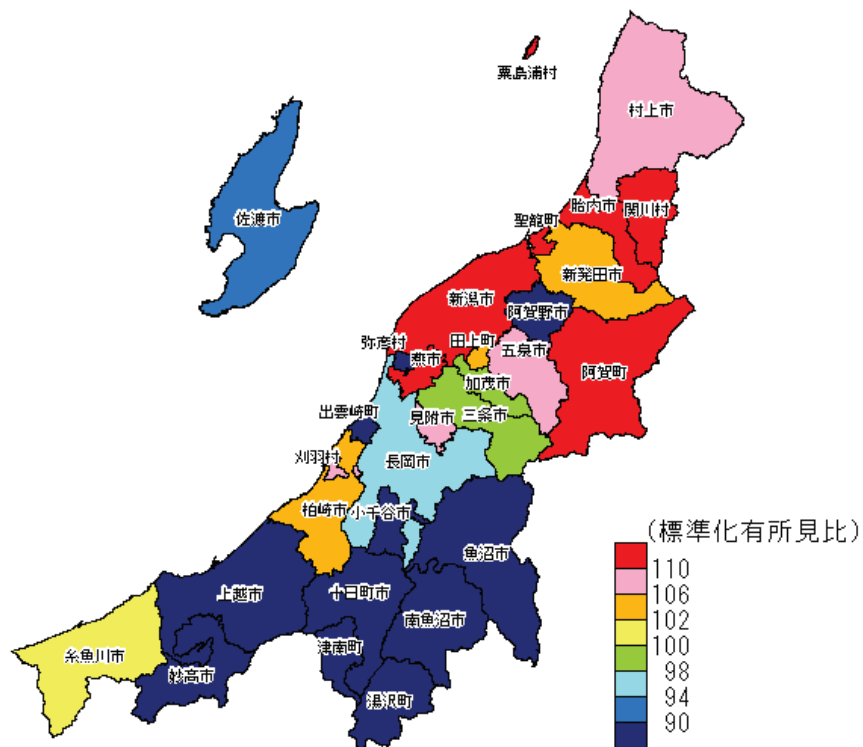 粟島浦村
村上市
佐渡市
胎内市
関川村
聖籠町
新発田市
新潟市
阿賀野市
弥彦村
燕市
田上町
五泉市
阿賀町
加茂市
出雲崎町
見附市
三条市
刈羽村
長岡市
柏崎市
小千谷市
魚沼市
上越市
十日町市
南魚沼市
糸魚川市
妙高市
津南町
湯沢町
(標準化有所見比)
110
106
102
100
98
94
90